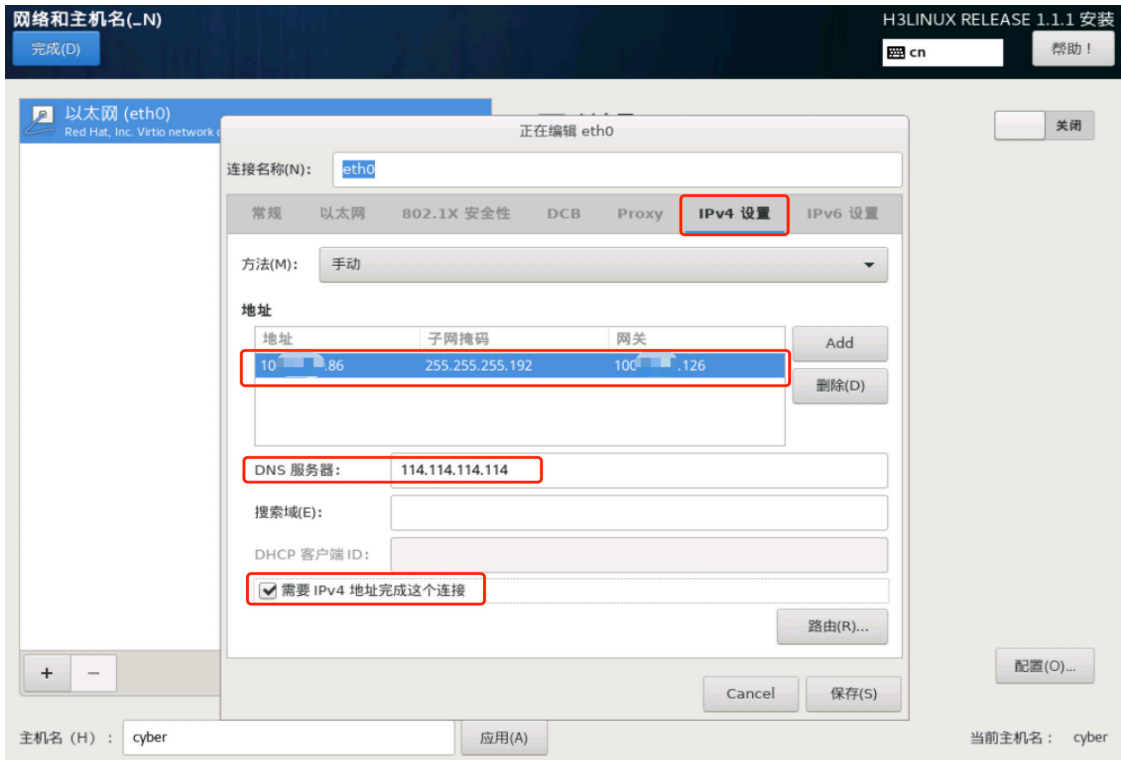 网络和主机名(_N)
H3LINUX RELEASE 1.1.1 安装
完成(D)
cn
帮助！
以太网 (eth0)
Red Hat, Inc. Virtio network
关闭
正在编辑 eth0
连接名称(N)： eth0
常规 以太网 802.1X 安全性 DCB Proxy IPv4 设置 IPv6 设置
方法(M)： 手动
地址
地址 子网掩码 网关
10 .86 255.255.255.192 100 .126
Add
删除(D)
DNS 服务器： 114.114.114.114
搜索域(E)：
DHCP 客户端 ID：
需要 IPv4 地址完成这个连接
路由(R)...
+ −
配置(O)...
Cancel 保存(S)
主机名（H）： cyber 应用(A) 当前主机名： cyber